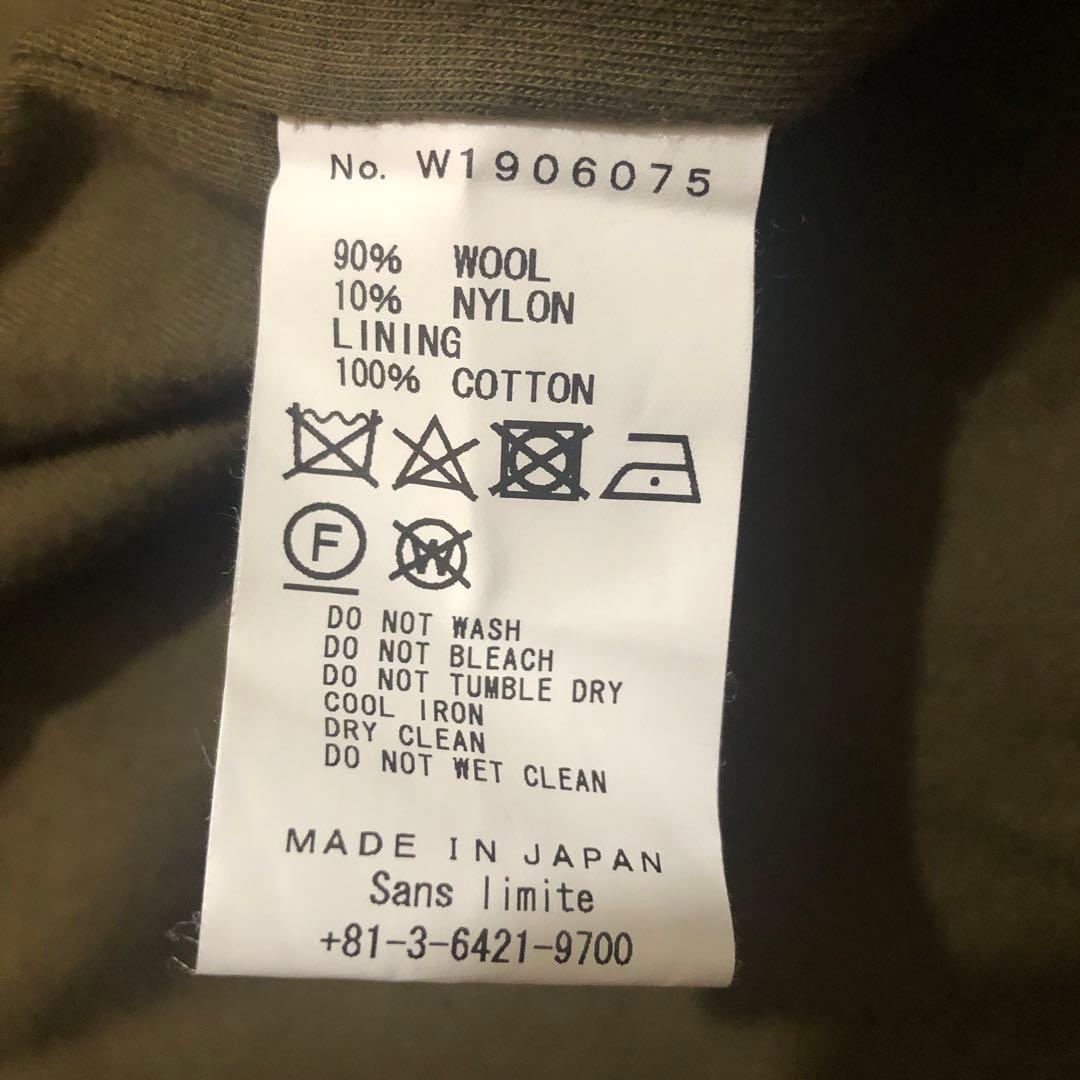 No. W1906075
90% WOOL
10% NYLON
LINING
100% COTTON
F W
DO NOT WASH
DO NOT BLEACH
DO NOT TUMBLE DRY
COOL IRON
DRY CLEAN
DO NOT WET CLEAN
MADE IN JAPAN
Sans limite
+81-3-6421-9700